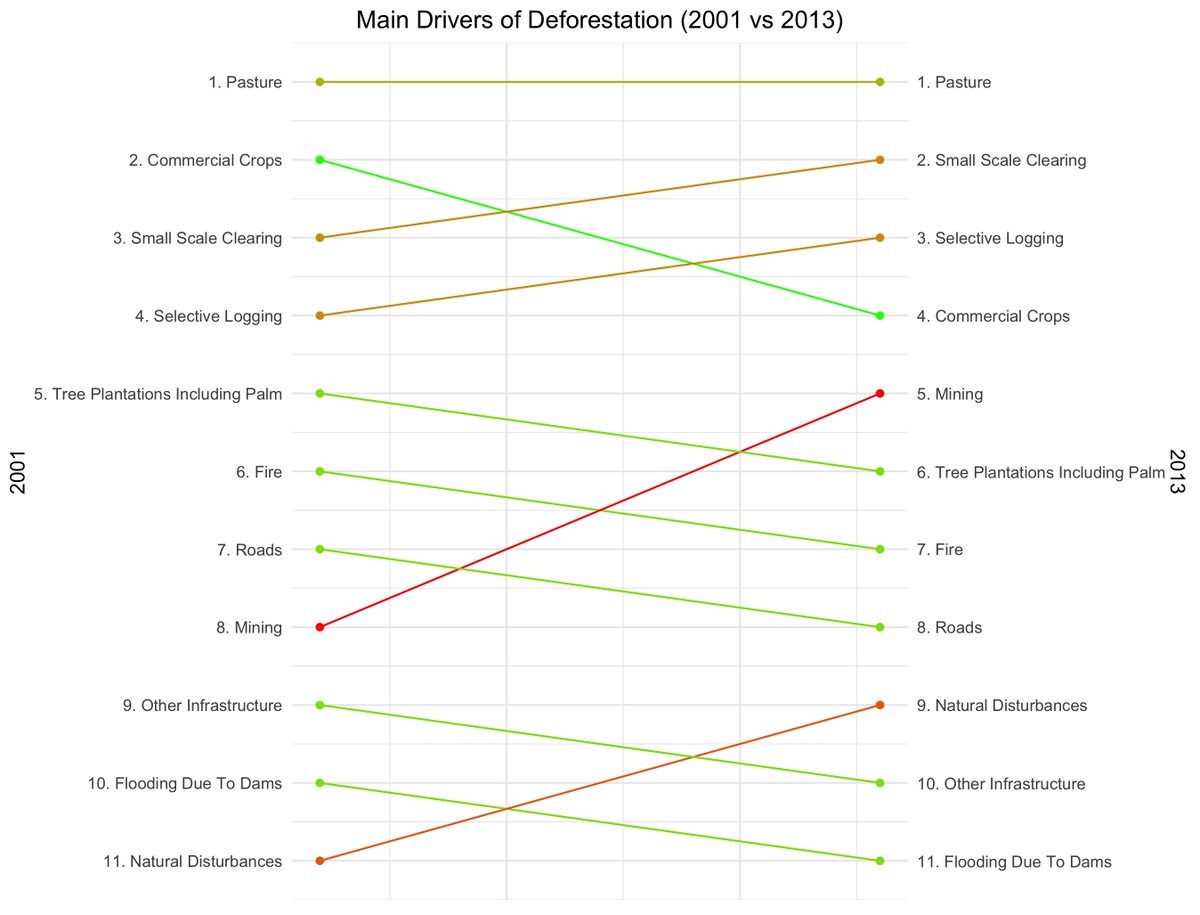 Main Drivers of Deforestation (2001 vs 2013)
2001
1. Pasture
2. Commercial Crops
3. Small Scale Clearing
4. Selective Logging
5. Tree Plantations Including Palm
6. Fire
7. Roads
8. Mining
9. Other Infrastructure
10. Flooding Due To Dams
11. Natural Disturbances
1. Pasture
2. Small Scale Clearing
3. Selective Logging
4. Commercial Crops
5. Mining
6. Tree Plantations Including Palm
7. Fire
8. Roads
9. Natural Disturbances
10. Other Infrastructure
11. Flooding Due To Dams
2013